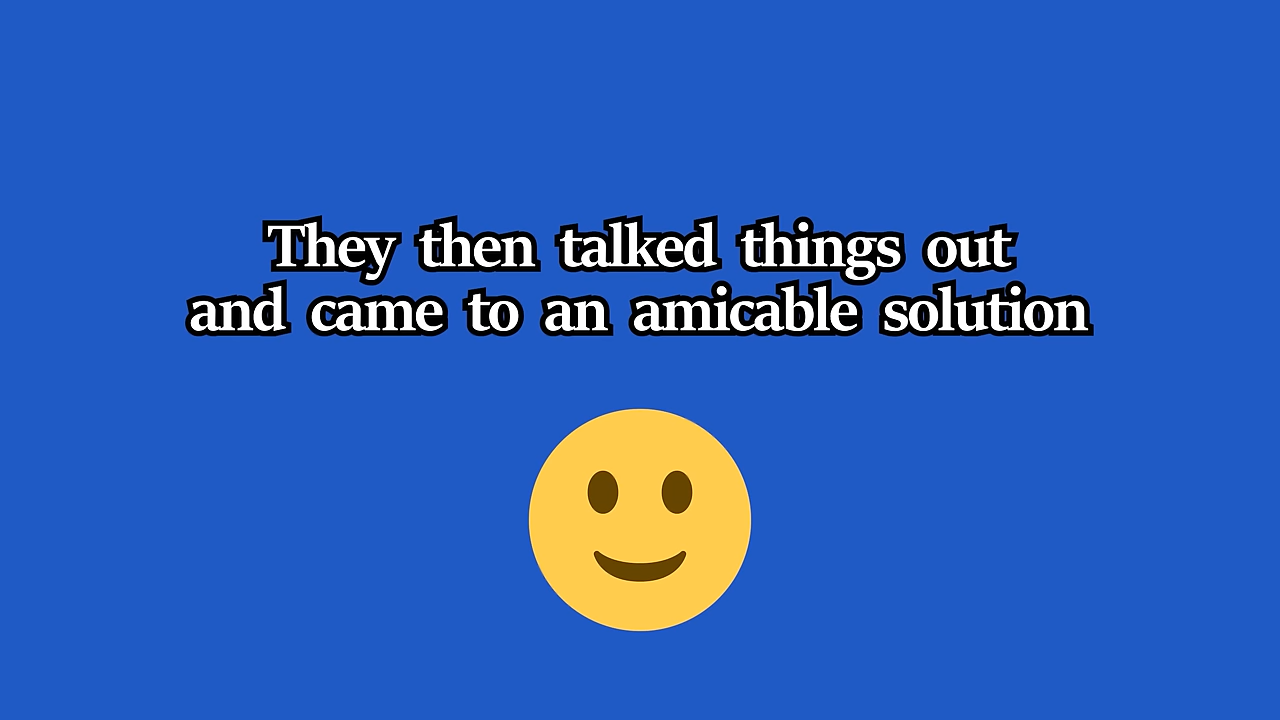 They then talked things out
and came to an amicable solution